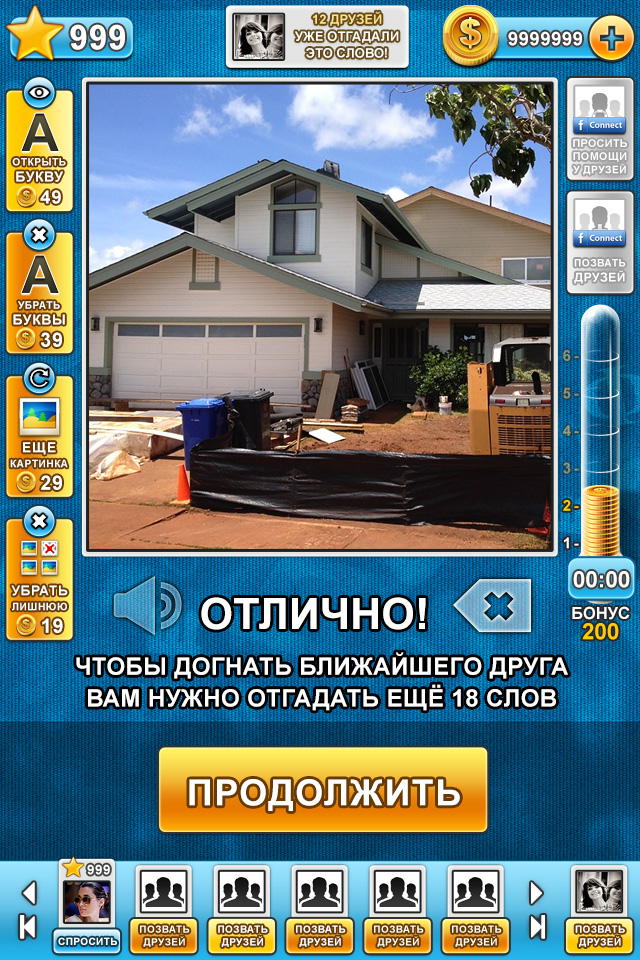 999
12 ДРУЗЕЙ
УЖЕ ОТГАДАЛИ
ЭТО СЛОВО!
$
9999999
А
ОТКРЫТЬ
БУКВУ
49
А
УБРАТЬ
БУКВЫ
39
ЕЩЕ
КАРТИНКА
29
УБРАТЬ
ЛИШНЮЮ
19
f Connect
ПРОСИТЬ
ПОМОЩИ
У ДРУЗЕЙ
f Connect
ПОЗВАТЬ
ДРУЗЕЙ
6
5
4
3
2
1
00:00
БОНУС
200
ОТЛИЧНО!
ЧТОБЫ ДОГНАТЬ БЛИЖАЙШЕГО ДРУГА
ВАМ НУЖНО ОТГАДАТЬ ЕЩЁ 18 СЛОВ
ПРОДОЛЖИТЬ
999
СПРОСИТЬ
ПОЗВАТЬ
ДРУЗЕЙ
ПОЗВАТЬ
ДРУЗЕЙ
ПОЗВАТЬ
ДРУЗЕЙ
ПОЗВАТЬ
ДРУЗЕЙ
ПОЗВАТЬ
ДРУЗЕЙ
ПОЗВАТЬ
ДРУЗЕЙ